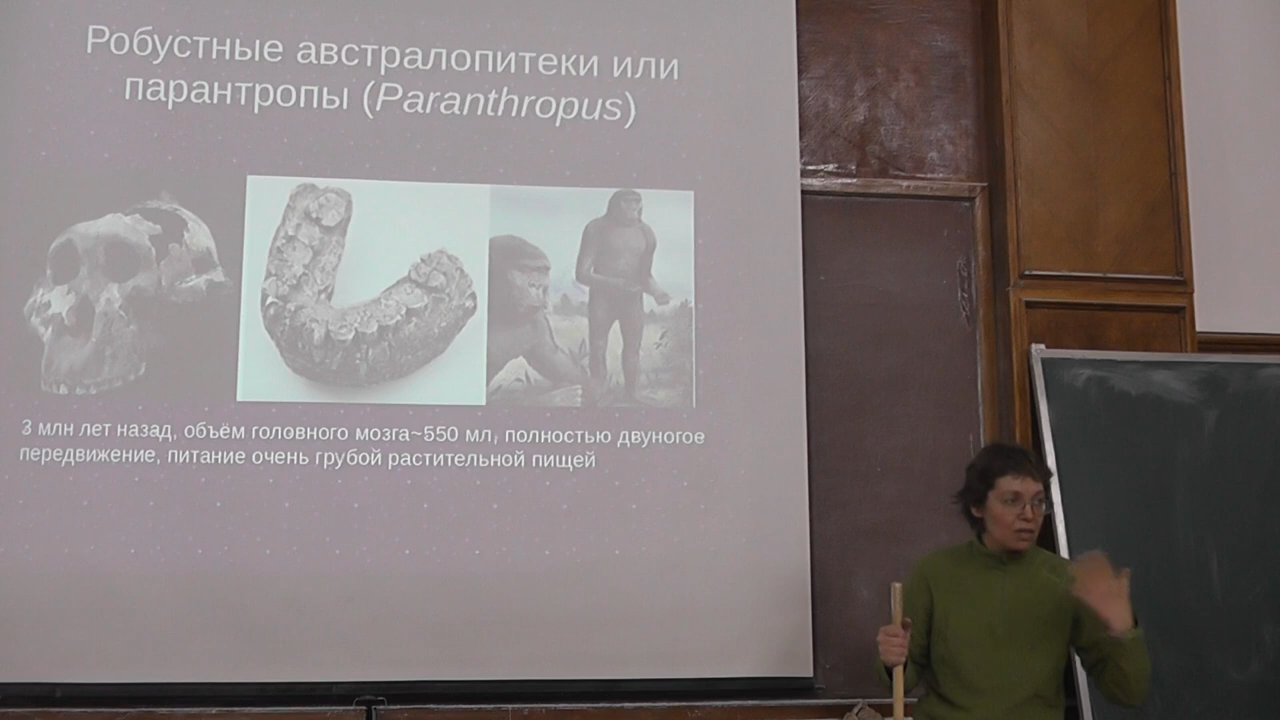 Робустные австралопитеки или
парантропы (Paranthropus)
3 млн лет назад, объём головного мозга~550 мл, полностью двуногое
передвижение, питание очень грубой растительной пищей